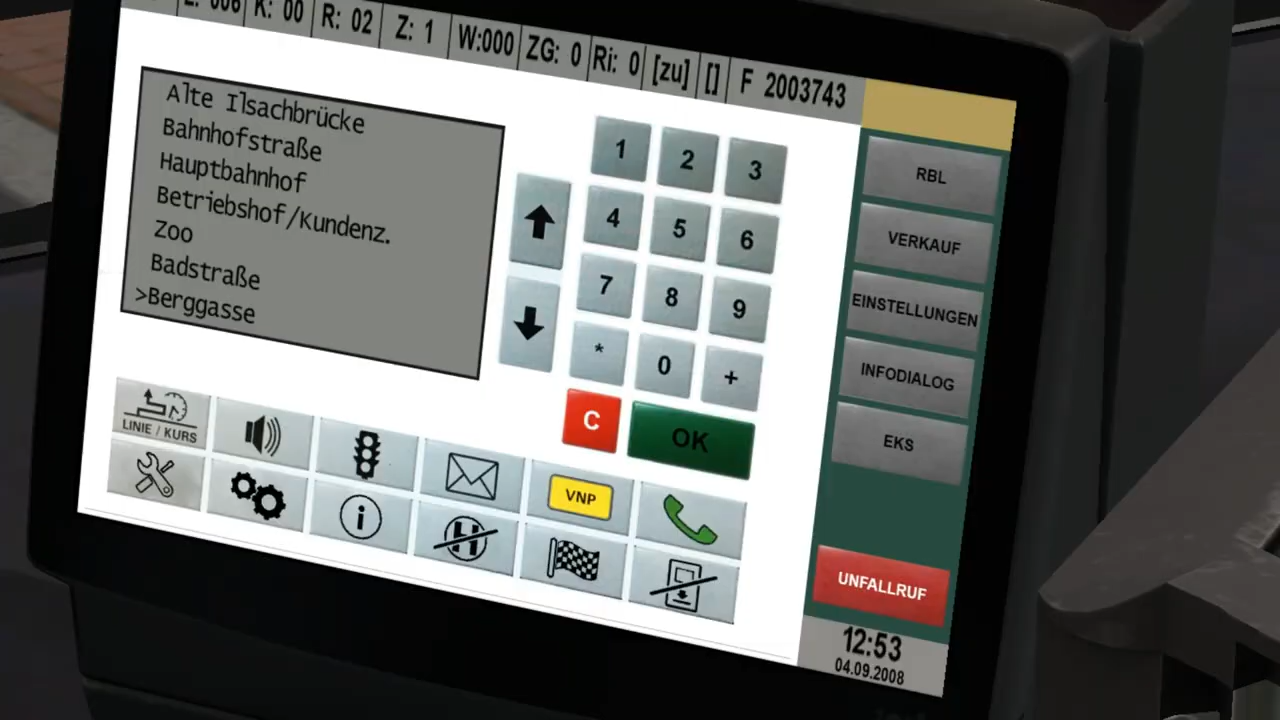 L: 006 K: 00 R: 02 Z: 1 W:000 ZG: 0 Ri: 0 [zu] [] F 2003743
Alte Ilsachbrücke
Bahnhofstraße
Hauptbahnhof
Betriebshof/Kundenz.
Zoo
Badstraße
>Berggasse
1 2 3
4 5 6
7 8 9
* 0 +
C OK
LINIE / KURS
VNP
i
H
RBL
VERKAUF
EINSTELLUNGEN
INFODIALOG
EKS
UNFALLRUF
12:53
04.09.2008